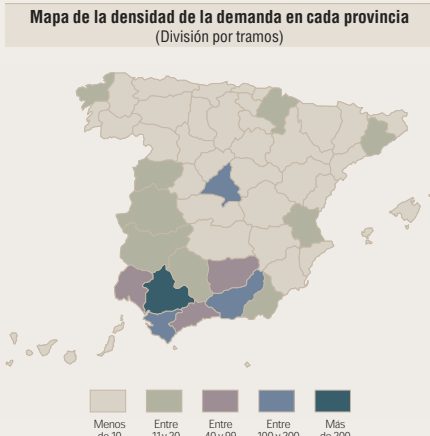 Mapa de la densidad de la demanda en cada provincia
(División por tramos)
Menos Entre Entre Entre Más
de 10 11 y 20 40 y 99 100 y 200 de 200